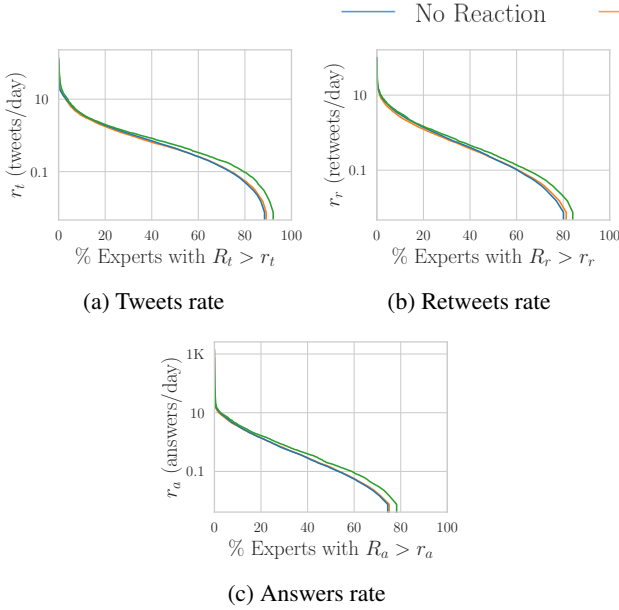 No Reaction
r_t (tweets/day)
10
0.1
0 20 40 60 80 100
% Experts with R_t > r_t
(a) Tweets rate
r_r (retweets/day)
10
0.1
0 20 40 60 80 100
% Experts with R_r > r_r
(b) Retweets rate
r_a (answers/day)
1K
10
0.1
0 20 40 60 80 100
% Experts with R_a > r_a
(c) Answers rate